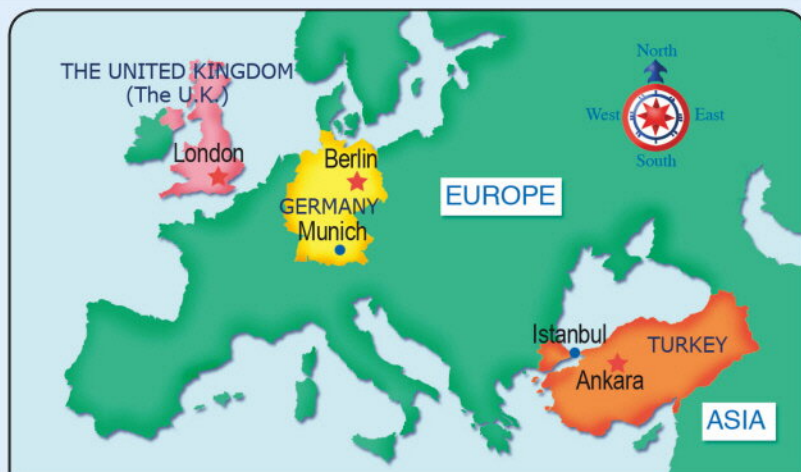 THE UNITED KINGDOM
(The U.K.)
London
Berlin
GERMANY
Munich
EUROPE
North
West
East
South
Istanbul
TURKEY
Ankara
ASIA